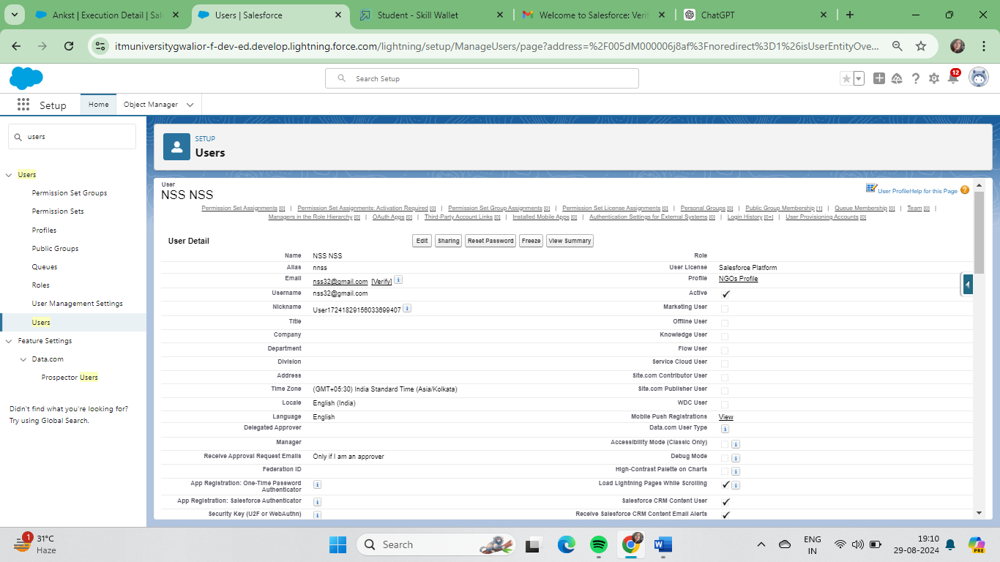 Ankst | Execution Detail | Sal
Users | Salesforce
Student - Skill Wallet
Welcome to Salesforce: Verif
ChatGPT
itmuniversitygwalior-f-dev-ed.develop.lightning.force.com/lightning/setup/ManageUsers/page?address=%2F005dM000006j8af%3Fnoredirect%3D1%26isUserEntityOve...
Search Setup
12
Setup
Home
Object Manager
users
Users
Permission Set Groups
Permission Sets
Profiles
Public Groups
Queues
Roles
User Management Settings
Users
Feature Settings
Data.com
Prospector Users
Didn't find what you're looking for?
Try using Global Search.
SETUP
Users
User
NSS NSS
User Profile Help for this Page
Permission Set Assignments [0] | Permission Set Assignments: Activation Required [0] | Permission Set Group Assignments [0] | Permission Set License Assignments [0] | Personal Groups [0] | Public Group Membership [1] | Queue Membership [0] | Team [0] |
Managers in the Role Hierarchy [0] | OAuth Apps [0] | Third-Party Account Links [0] | Installed Mobile Apps [0] | Authentication Settings for External Systems [0] | Login History [0+] | User Provisioning Accounts [0]
User Detail
Edit Sharing Reset Password Freeze View Summary
Name NSS NSS Role
Alias nnss User License Salesforce Platform
Email nss32@gmail.com [Verify] i Profile NGOs Profile
Username nss32@gmail.com Active
Nickname User17241829156033699407 i Marketing User
Title Offline User
Company Knowledge User
Department Flow User
Division Service Cloud User
Address Site.com Contributor User
Time Zone (GMT+05:30) India Standard Time (Asia/Kolkata) Site.com Publisher User
Locale English (India) WDC User
Language English Mobile Push Registrations View
Delegated Approver Data.com User Type i
Manager Accessibility Mode (Classic Only) i
Receive Approval Request Emails Only if I am an approver Debug Mode i
Federation ID High-Contrast Palette on Charts i
App Registration: One-Time Password Authenticator i Load Lightning Pages While Scrolling i
App Registration: Salesforce Authenticator i Salesforce CRM Content User
Security Key (U2F or WebAuthn) i Receive Salesforce CRM Content Email Alerts
1
31°C
Haze
Search
ENG
IN
19:10
29-08-2024
PRE